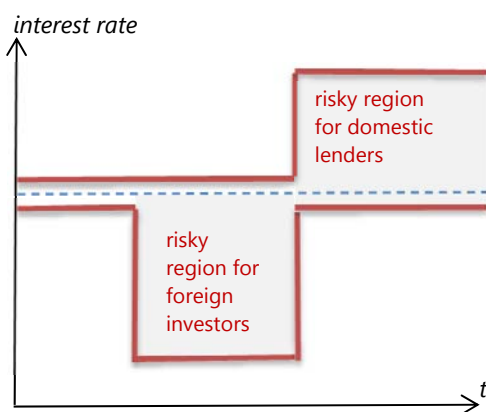 interest rate
risky region
for domestic
lenders
risky
region for
foreign
investors
t